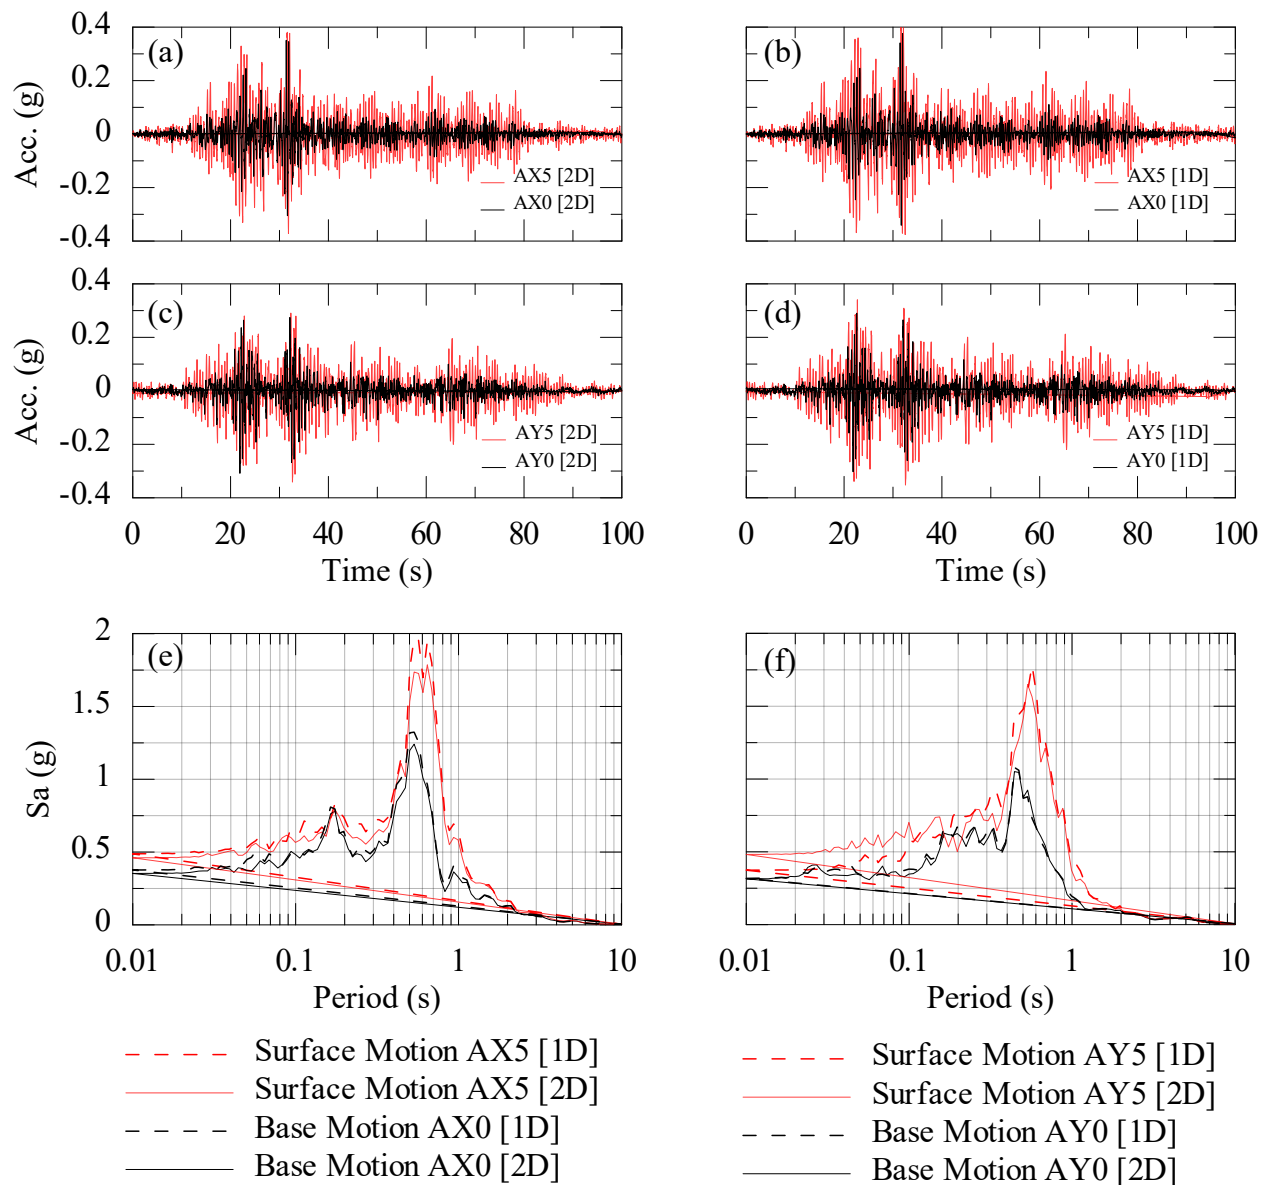 0.4
0.2
0
-0.2
-0.4
Acc. (g)
(a)
AX5 [2D]
AX0 [2D]
(b)
AX5 [1D]
AX0 [1D]
0.4
0.2
0
-0.2
-0.4
Acc. (g)
(c)
AY5 [2D]
AY0 [2D]
(d)
AY5 [1D]
AY0 [1D]
0 20 40 60 80 100
Time (s)
0 20 40 60 80 100
Time (s)
2
1.5
1
0.5
0
Sa (g)
(e)
(f)
0.01 0.1 1 10
Period (s)
0.01 0.1 1 10
Period (s)
Surface Motion AX5 [1D]
Surface Motion AX5 [2D]
Base Motion AX0 [1D]
Base Motion AX0 [2D]
Surface Motion AY5 [1D]
Surface Motion AY5 [2D]
Base Motion AY0 [1D]
Base Motion AY0 [2D]